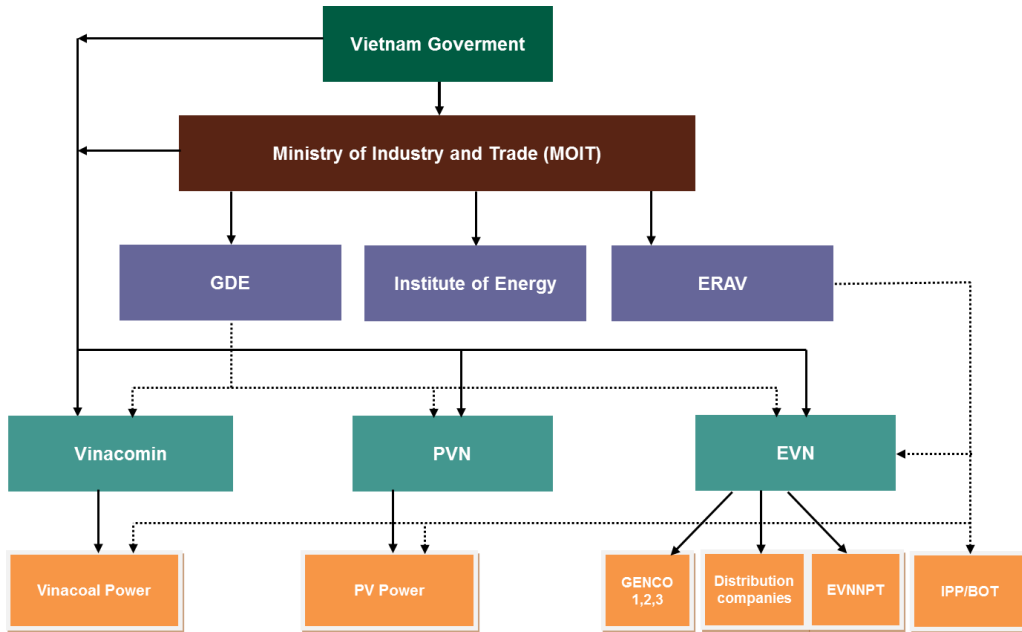 Vietnam Goverment
Ministry of Industry and Trade (MOIT)
GDE
Institute of Energy
ERAV
Vinacomin
PVN
EVN
Vinacoal Power
PV Power
GENCO
1,2,3
Distribution
companies
EVNNPT
IPP/BOT